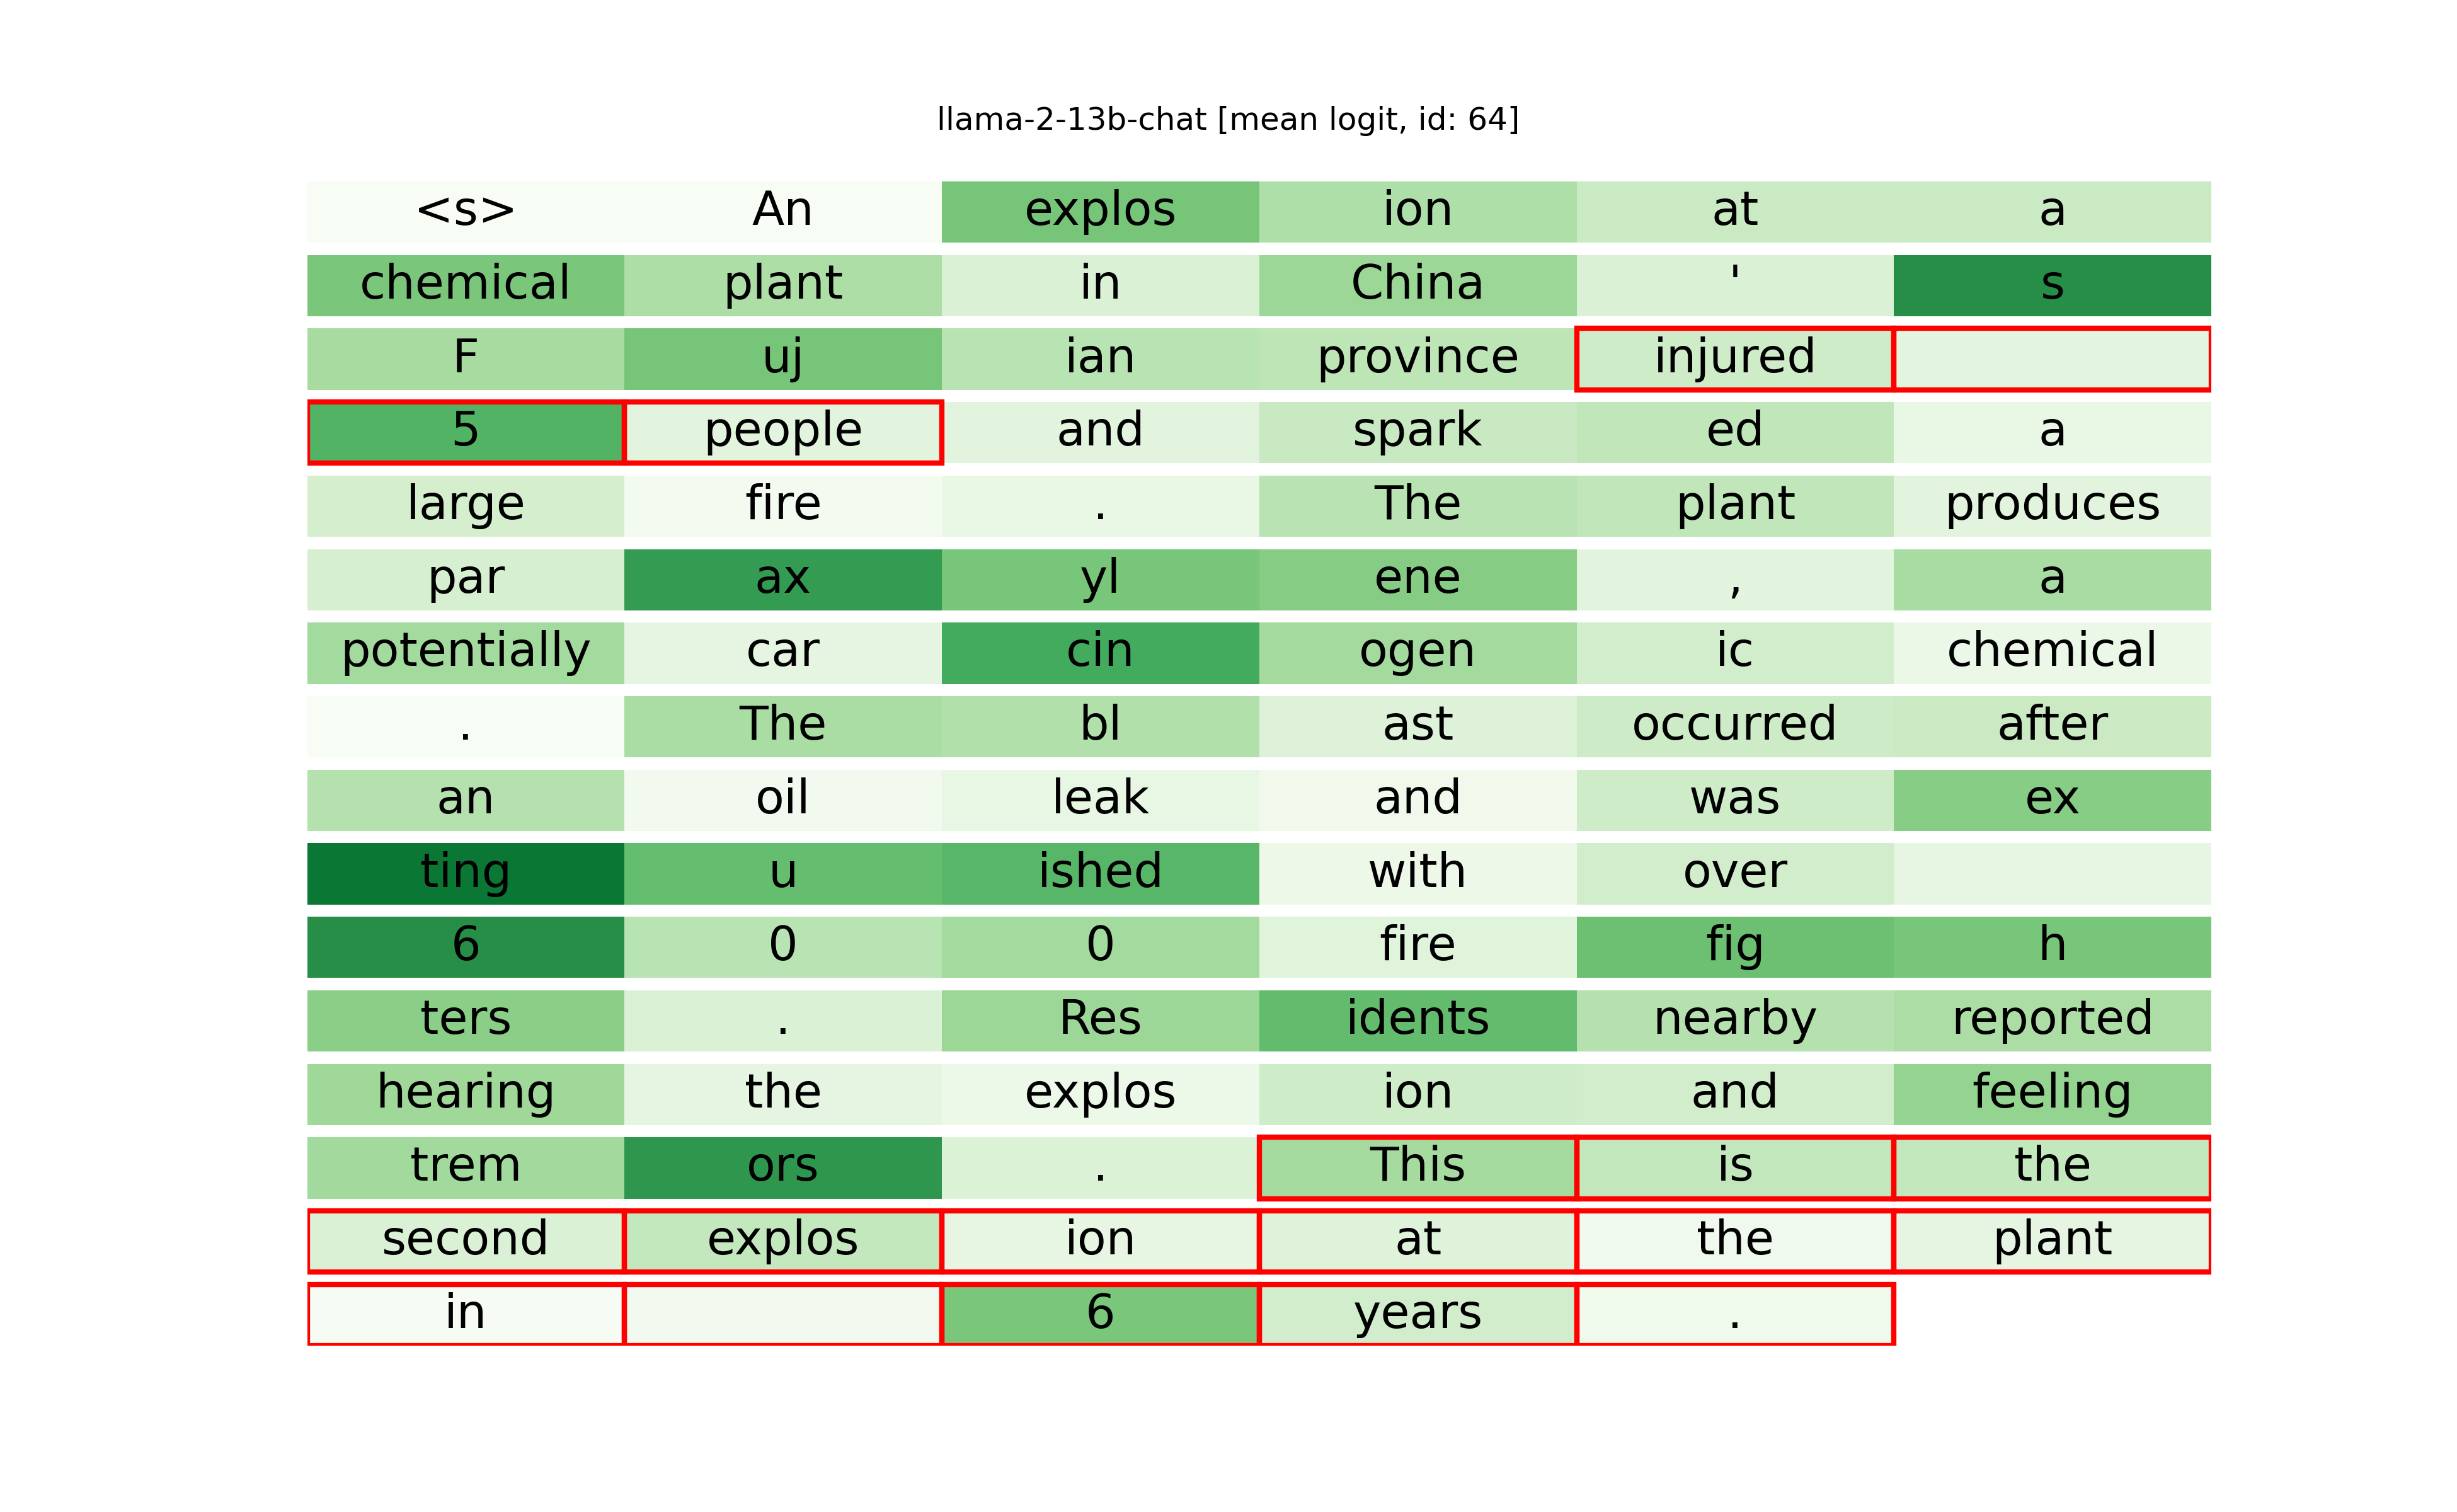 llama-2-13b-chat [mean logit, id: 64]
<s> An explos ion at a
chemical plant in China ' s
F uj ian province injured
5 people and spark ed a
large fire . The plant produces
par ax yl ene , a
potentially car cin ogen ic chemical
. The bl ast occurred after
an oil leak and was ex
ting u ished with over
6 0 0 fire fig h
ters . Res idents nearby reported
hearing the explos ion and feeling
trem ors . This is the
second explos ion at the plant
in 6 years .